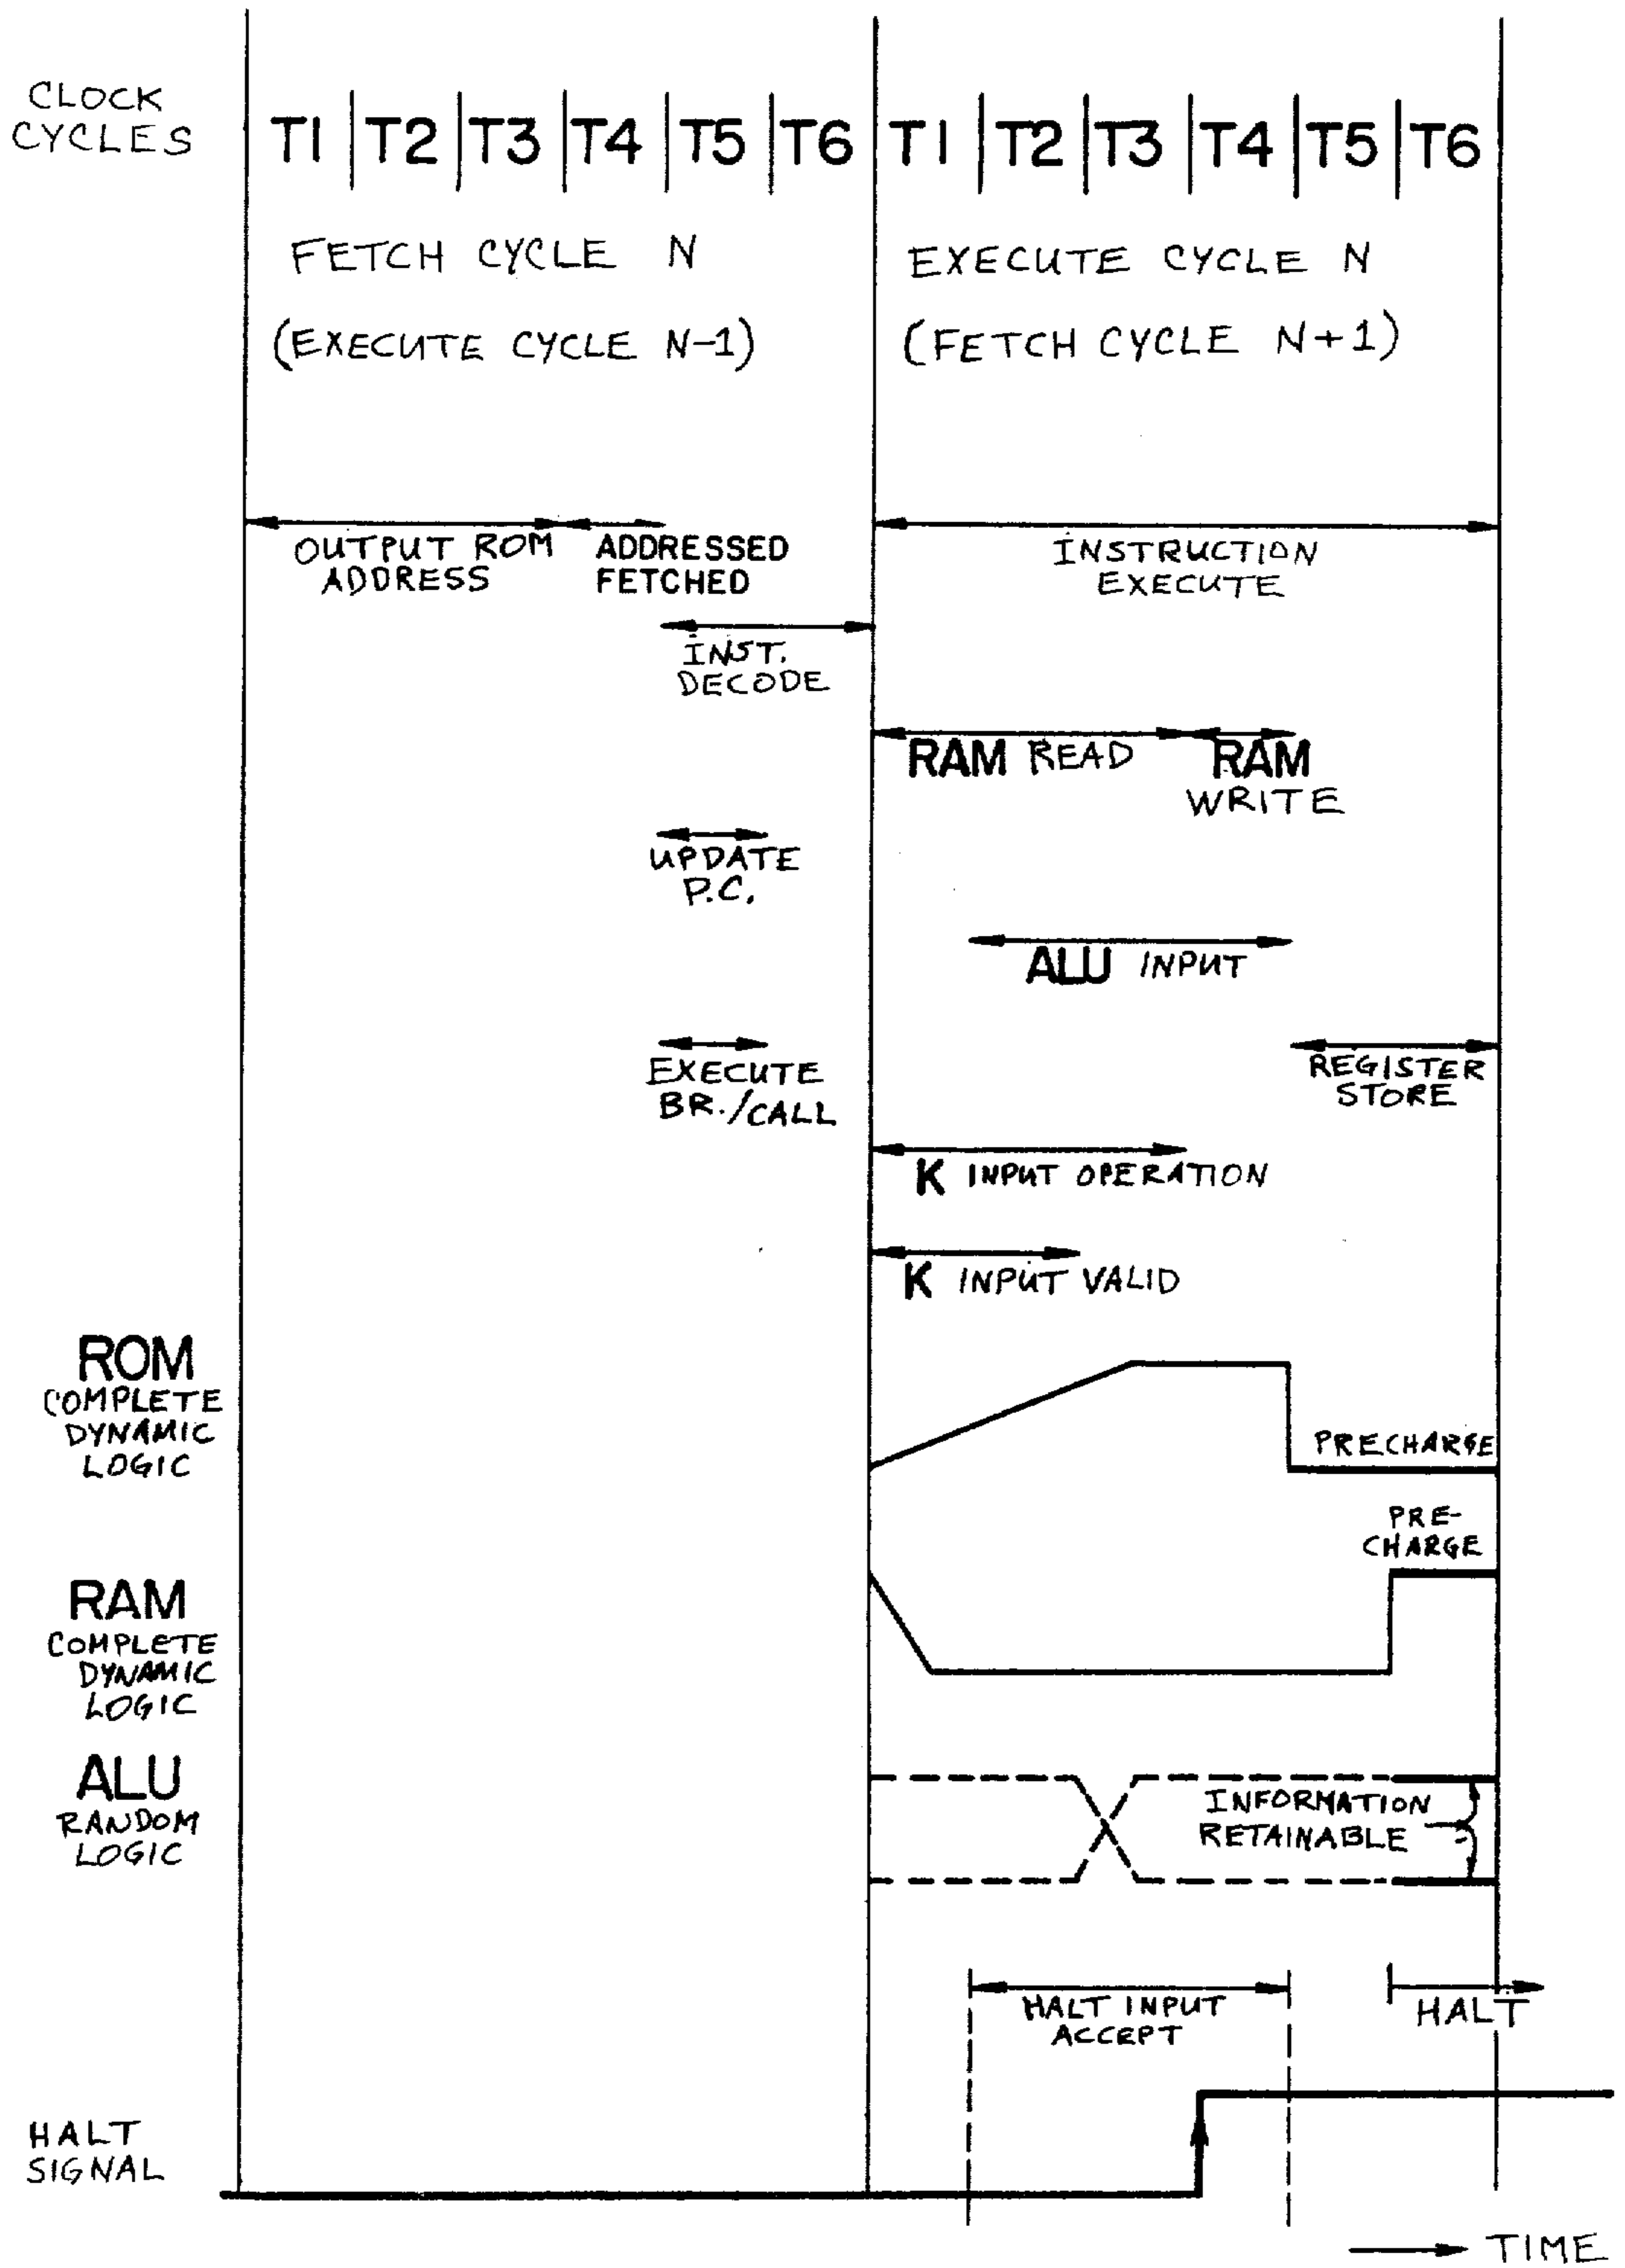 CLOCK
CYCLES
T1 T2 T3 T4 T5 T6 T1 T2 T3 T4 T5 T6
FETCH CYCLE N
(EXECUTE CYCLE N-1)
EXECUTE CYCLE N
(FETCH CYCLE N+1)
OUTPUT ROM
ADDRESS
ADDRESSED
FETCHED
INSTRUCTION
EXECUTE
INST.
DECODE
RAM READ
RAM
WRITE
UPDATE
P.C.
ALU INPUT
EXECUTE
BR./CALL
REGISTER
STORE
K INPUT OPERATION
K INPUT VALID
ROM
COMPLETE
DYNAMIC
LOGIC
PRECHARGE
PRE-
CHARGE
RAM
COMPLETE
DYNAMIC
LOGIC
ALU
RANDOM
LOGIC
INFORMATION
RETAINABLE
HALT INPUT
ACCEPT
HALT
HALT
SIGNAL
TIME